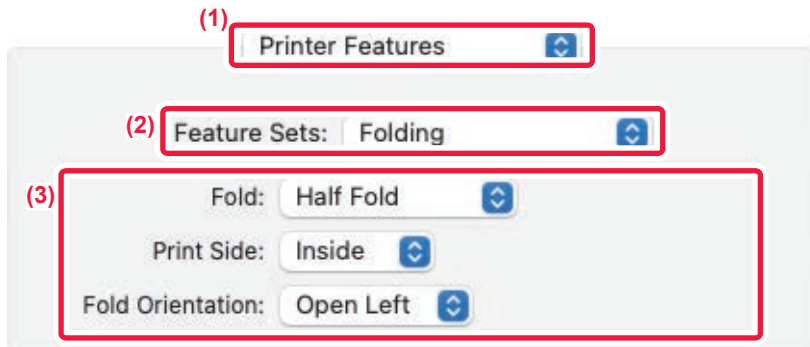 (1)
Printer Features
(2) Feature Sets: Folding
(3) Fold: Half Fold
Print Side: Inside
Fold Orientation: Open Left